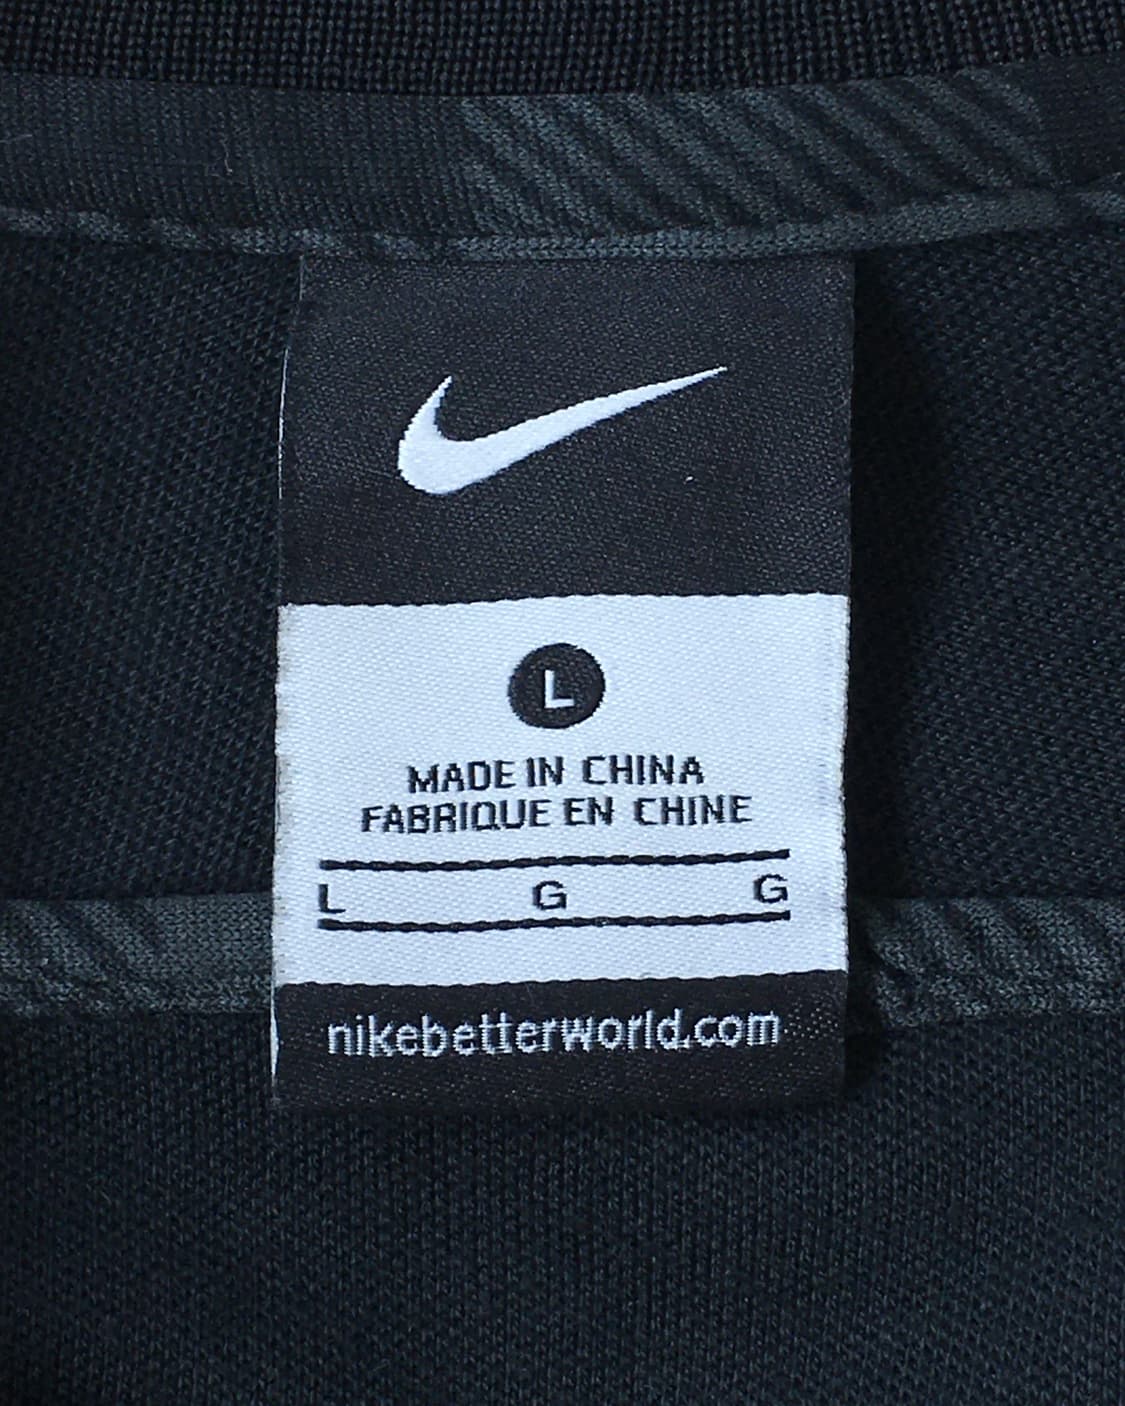 L
MADE IN CHINA
FABRIQUE EN CHINE
L G G
nikebetterworld.com